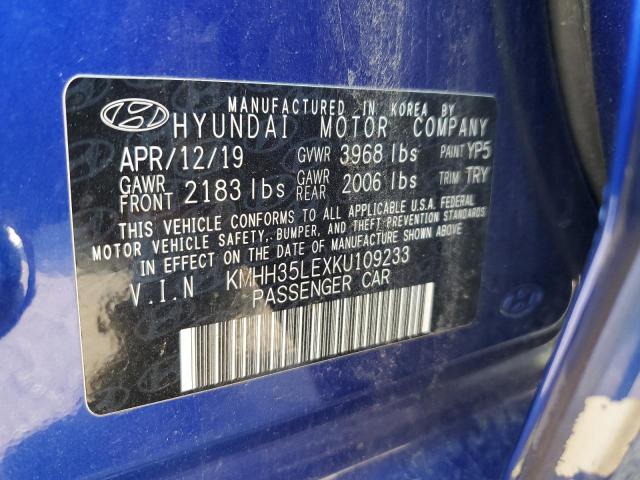 MANUFACTURED IN KOREA BY
HYUNDAI MOTOR COMPANY
APR/12/19 GVWR 3968 lbs PAINT YP5
GAWR FRONT 2183 lbs GAWR REAR 2006 lbs TRIM TRY
THIS VEHICLE CONFORMS TO ALL APPLICABLE U.S.A. FEDERAL
MOTOR VEHICLE SAFETY, BUMPER, AND THEFT PREVENTION STANDARDS
IN EFFECT ON THE DATE OF MANUFACTURE SHOWN ABOVE.
V.I.N KMHH35LEXKU109233
PASSENGER CAR